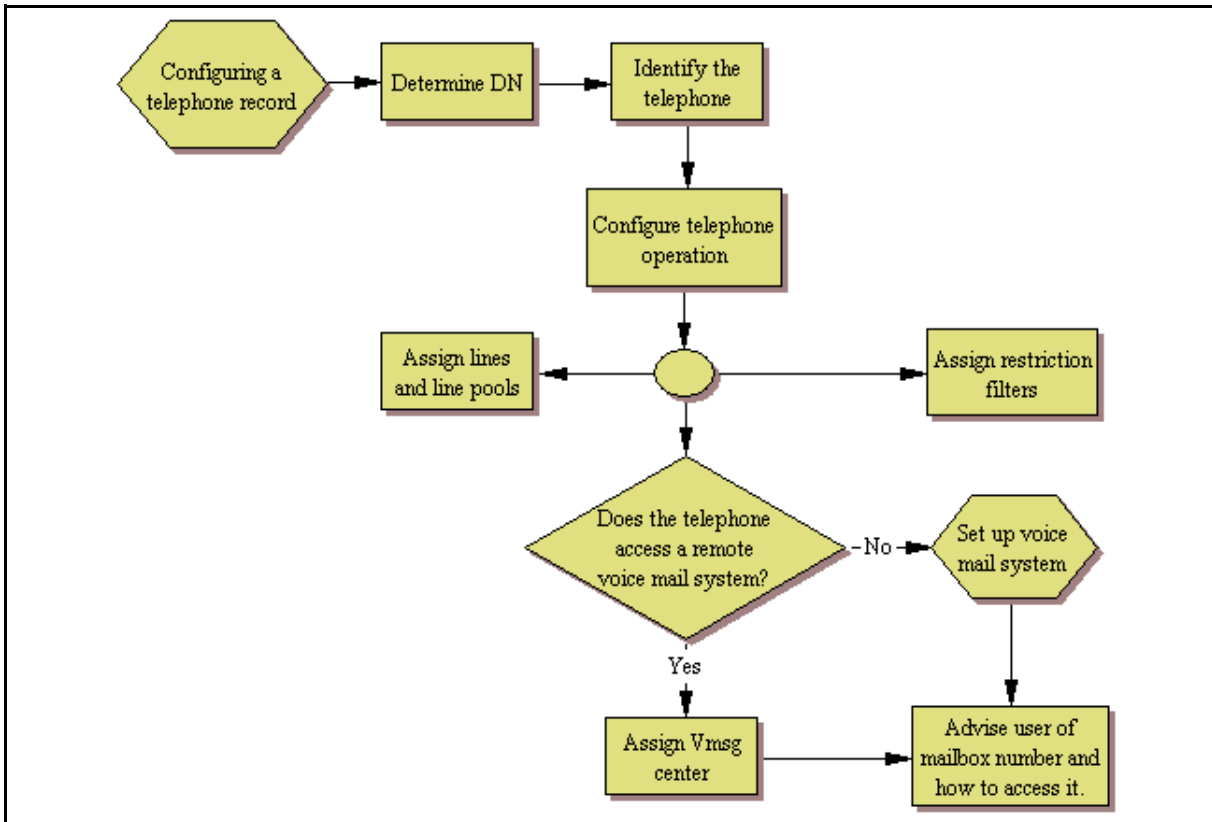 Configuring a
telephone record
Determine DN
Identify the
telephone
Configure telephone
operation
Assign lines
and line pools
Assign restriction
filters
Does the telephone
access a remote
voice mail system?
No
Set up voice
mail system
Yes
Assign Vmsg
center
Advise user of
mailbox number and
how to access it.